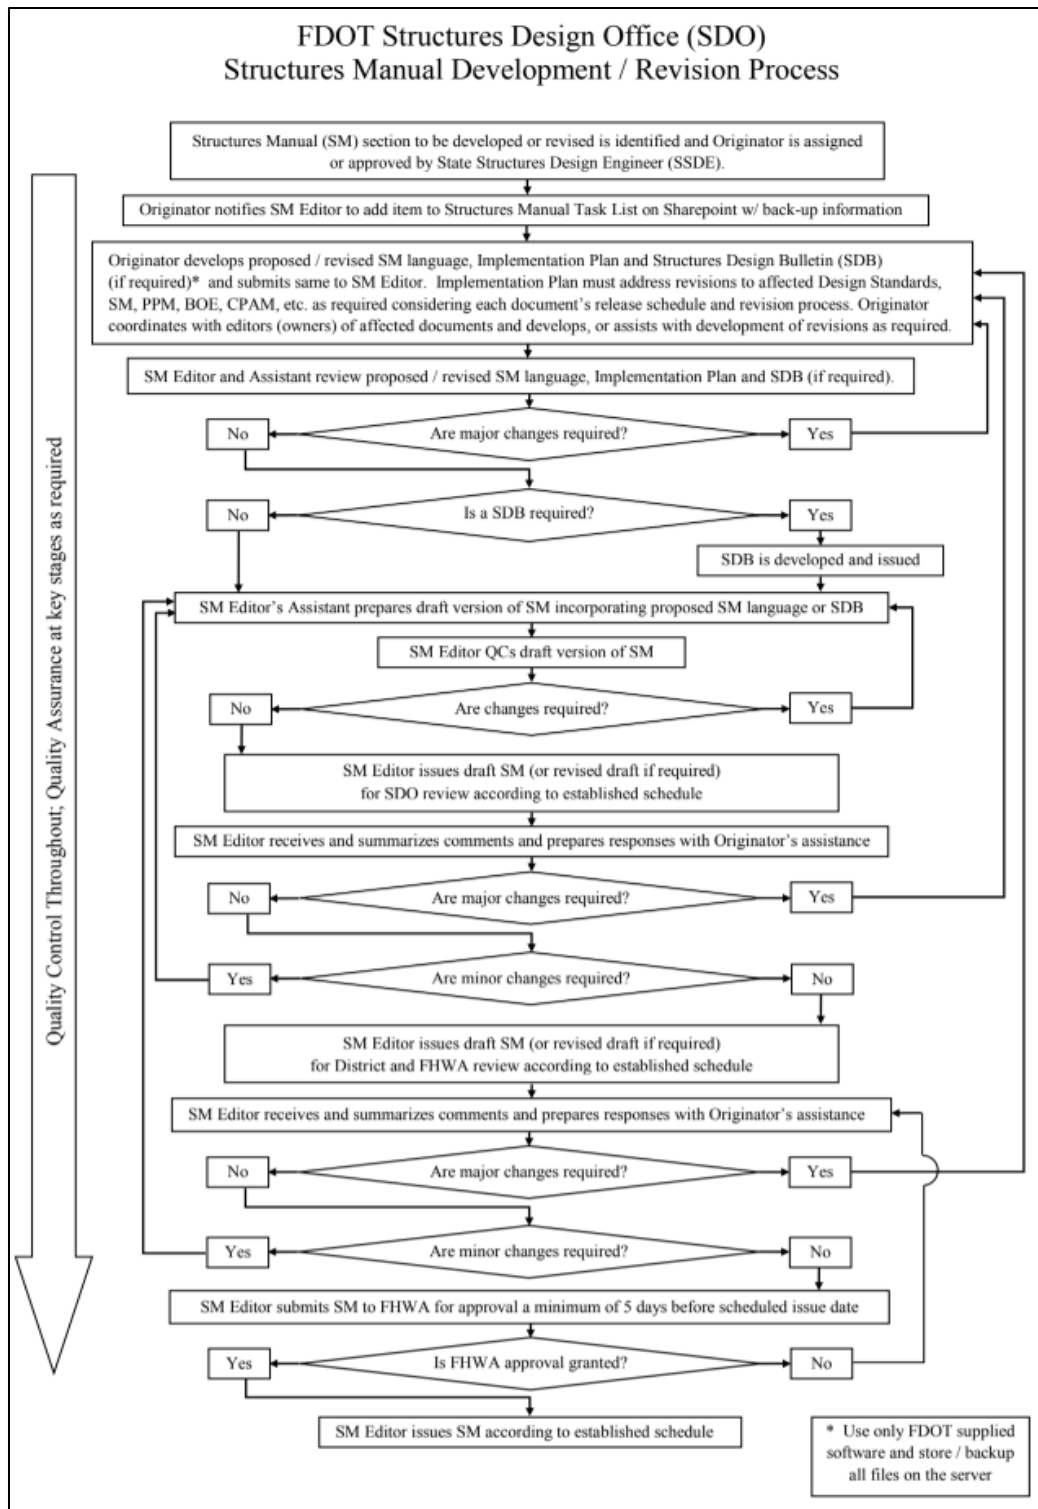 FDOT Structures Design Office (SDO)
Structures Manual Development / Revision Process
Structures Manual (SM) section to be developed or revised is identified and Originator is assigned
or approved by State Structures Design Engineer (SSDE).
Originator notifies SM Editor to add item to Structures Manual Task List on Sharepoint w/ back-up information
Originator develops proposed / revised SM language, Implementation Plan and Structures Design Bulletin (SDB)
(if required)* and submits same to SM Editor. Implementation Plan must address revisions to affected Design Standards,
SM, PPM, BOE, CPAM, etc. as required considering each document's release schedule and revision process. Originator
coordinates with editors (owners) of affected documents and develops, or assists with development of revisions as required.
SM Editor and Assistant review proposed / revised SM language, Implementation Plan and SDB (if required).
No
Are major changes required?
Yes
No
Is a SDB required?
Yes
SDB is developed and issued
SM Editor's Assistant prepares draft version of SM incorporating proposed SM language or SDB
SM Editor QCs draft version of SM
No
Are changes required?
Yes
SM Editor issues draft SM (or revised draft if required)
for SDO review according to established schedule
SM Editor receives and summarizes comments and prepares responses with Originator's assistance
No
Are major changes required?
Yes
Yes
Are minor changes required?
No
SM Editor issues draft SM (or revised draft if required)
for District and FHWA review according to established schedule
SM Editor receives and summarizes comments and prepares responses with Originator's assistance
No
Are major changes required?
Yes
Yes
Are minor changes required?
No
SM Editor submits SM to FHWA for approval a minimum of 5 days before scheduled issue date
Yes
Is FHWA approval granted?
No
SM Editor issues SM according to established schedule
* Use only FDOT supplied
software and store / backup
all files on the server
Quality Control Throughout; Quality Assurance at key stages as required